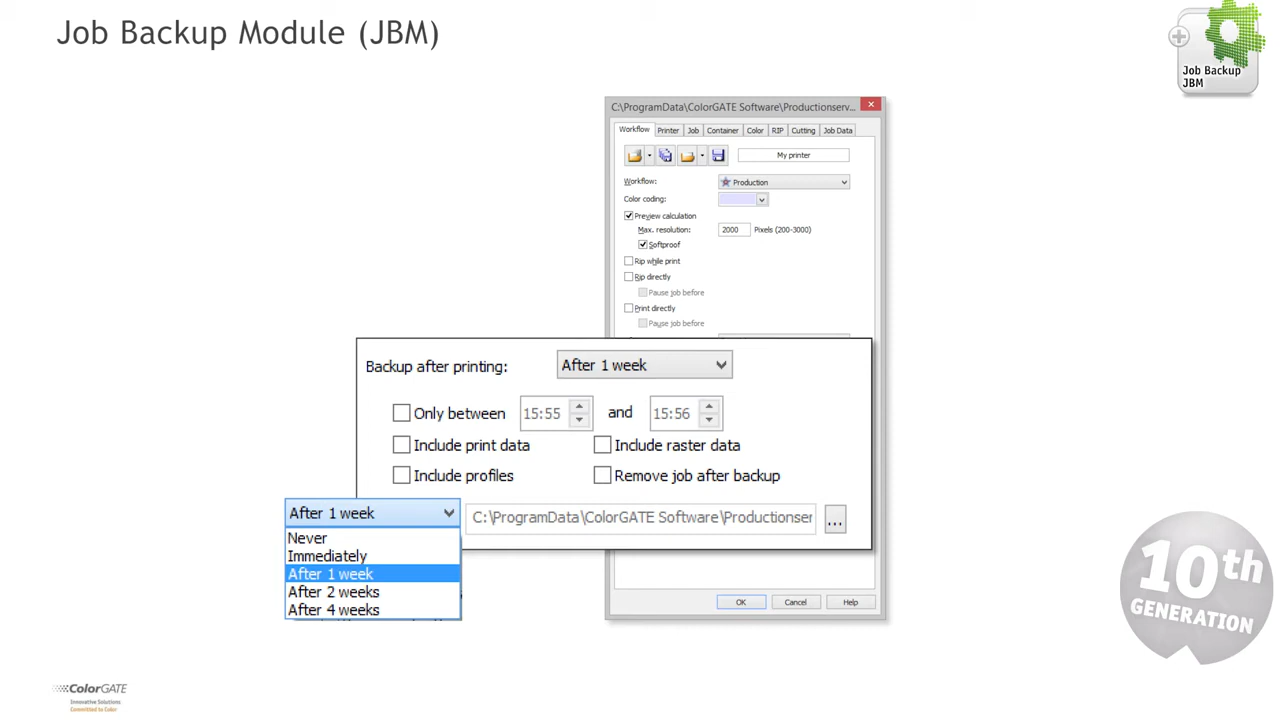 Job Backup Module (JBM)
Job Backup
JBM
C:\ProgramData\ColorGATE Software\Productionserv...
Workflow Printer Job Container Color RIP Cutting Job Data
My printer
Workflow: Production
Color coding:
Preview calculation
Max. resolution: 2000 Pixels (200-3000)
Softproof
Rip while print
Rip directly
Pause job before
Print directly
Pause job before
Backup after printing: After 1 week
Only between 15:55 and 15:56
Include print data Include raster data
Include profiles Remove job after backup
After 1 week C:\ProgramData\ColorGATE Software\Productionser ...
Never
Immediately
After 1 week
After 2 weeks
After 4 weeks
OK Cancel Help
10th
GENERATION
ColorGATE
Innovative Solutions
Committed to Color